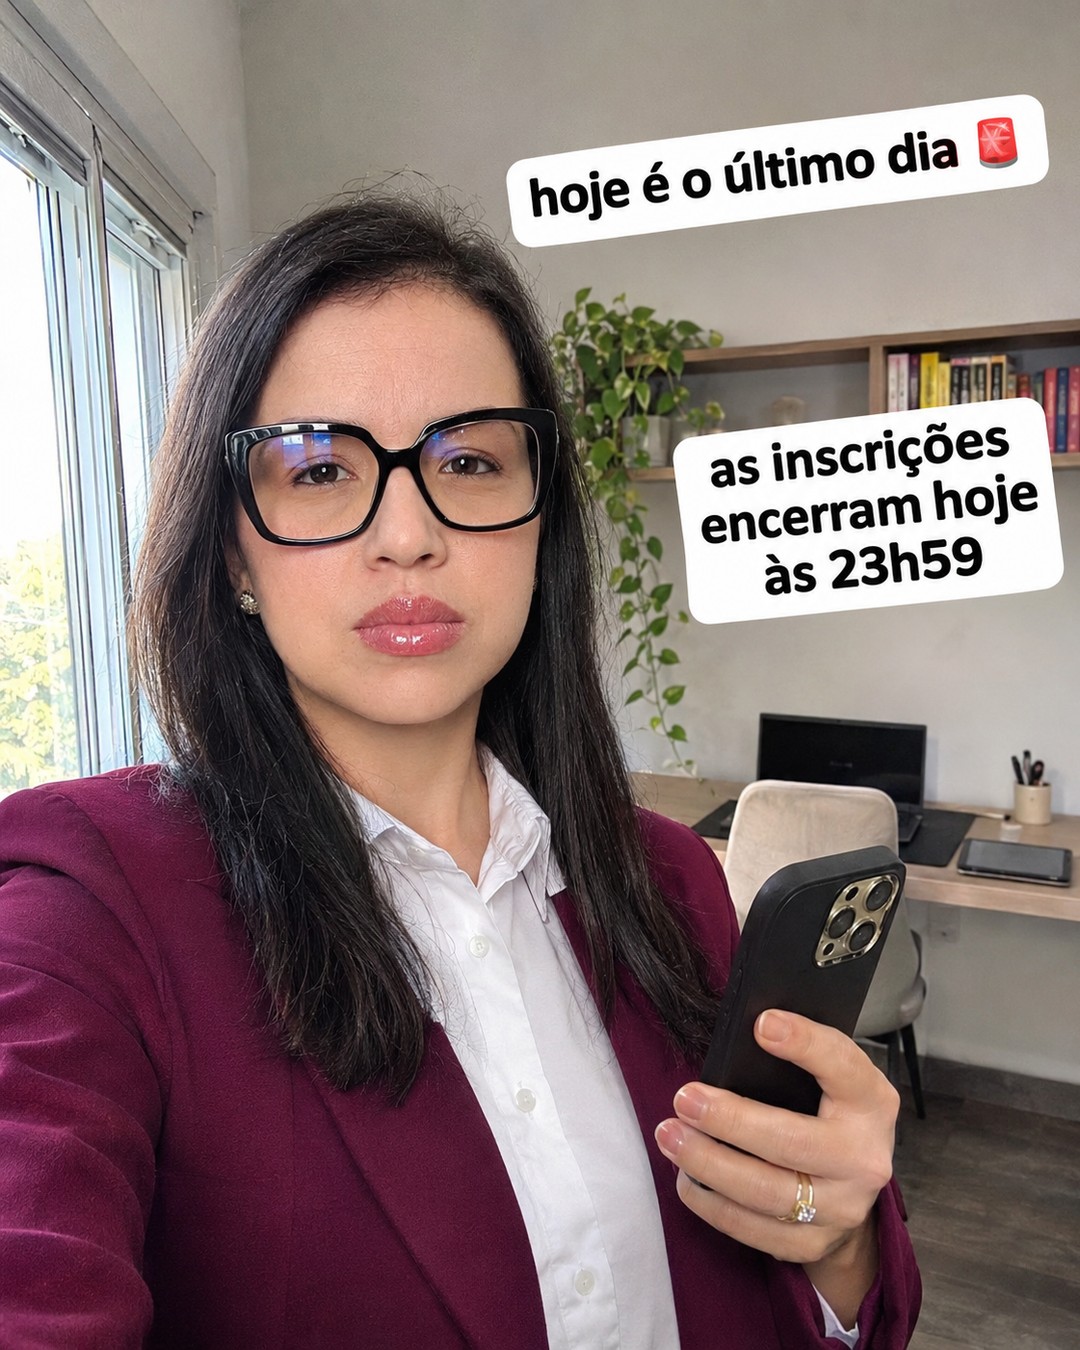 hoje é o último dia 🚨
as inscrições
encerram hoje
às 23h59